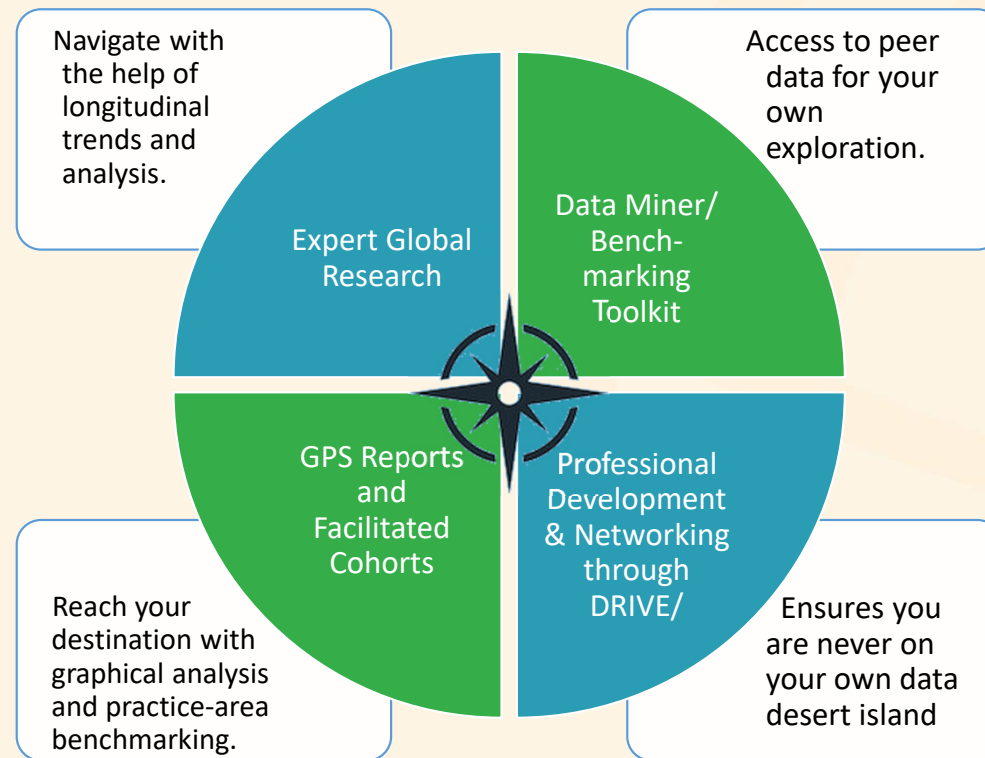 Navigate with
the help of
longitudinal
trends and
analysis.
Expert Global
Research
Access to peer
data for your
own
exploration.
Data Miner/
Bench-
marking
Toolkit
GPS Reports
and
Facilitated
Cohorts
Reach your
destination with
graphical analysis
and practice-area
benchmarking.
Professional
Development
& Networking
through
DRIVE/
Ensures you
are never on
your own data
desert island